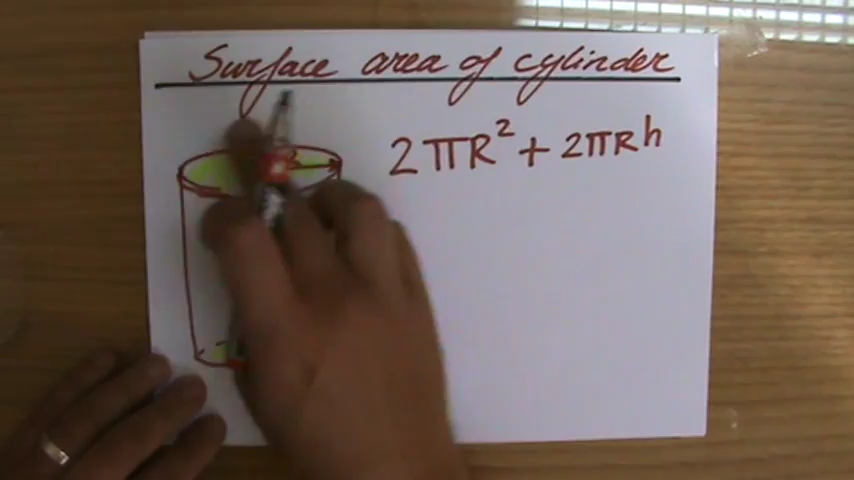 Surface area of cylinder
2πR² + 2πRh